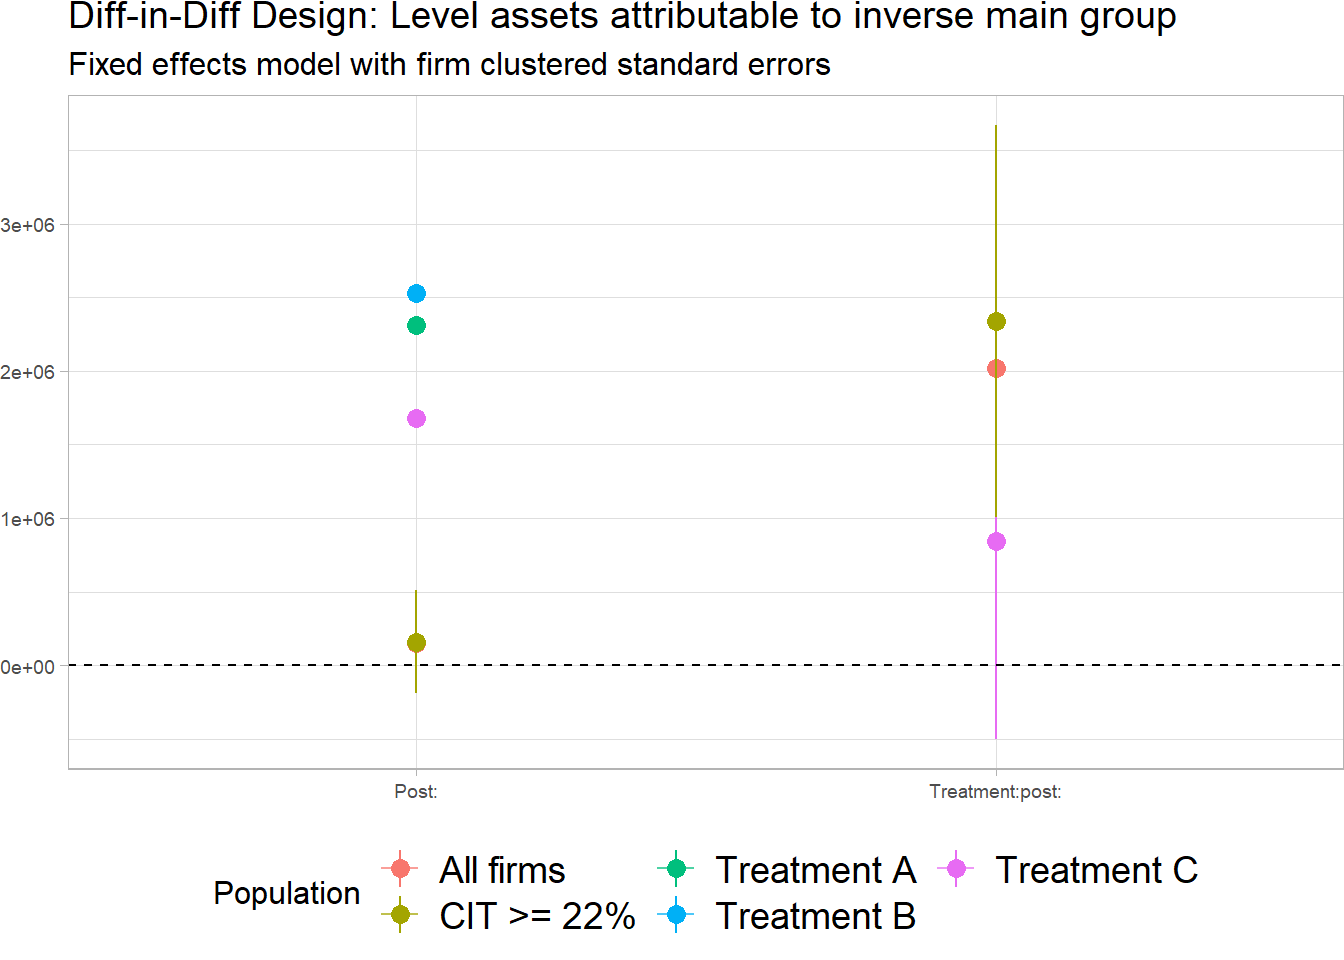 Diff-in-Diff Design: Level assets attributable to inverse main group
Fixed effects model with firm clustered standard errors
3e+06
2e+06
1e+06
0e+00
Post:
Treatment:post:
Population
All firms
Treatment A
Treatment C
CIT >= 22%
Treatment B